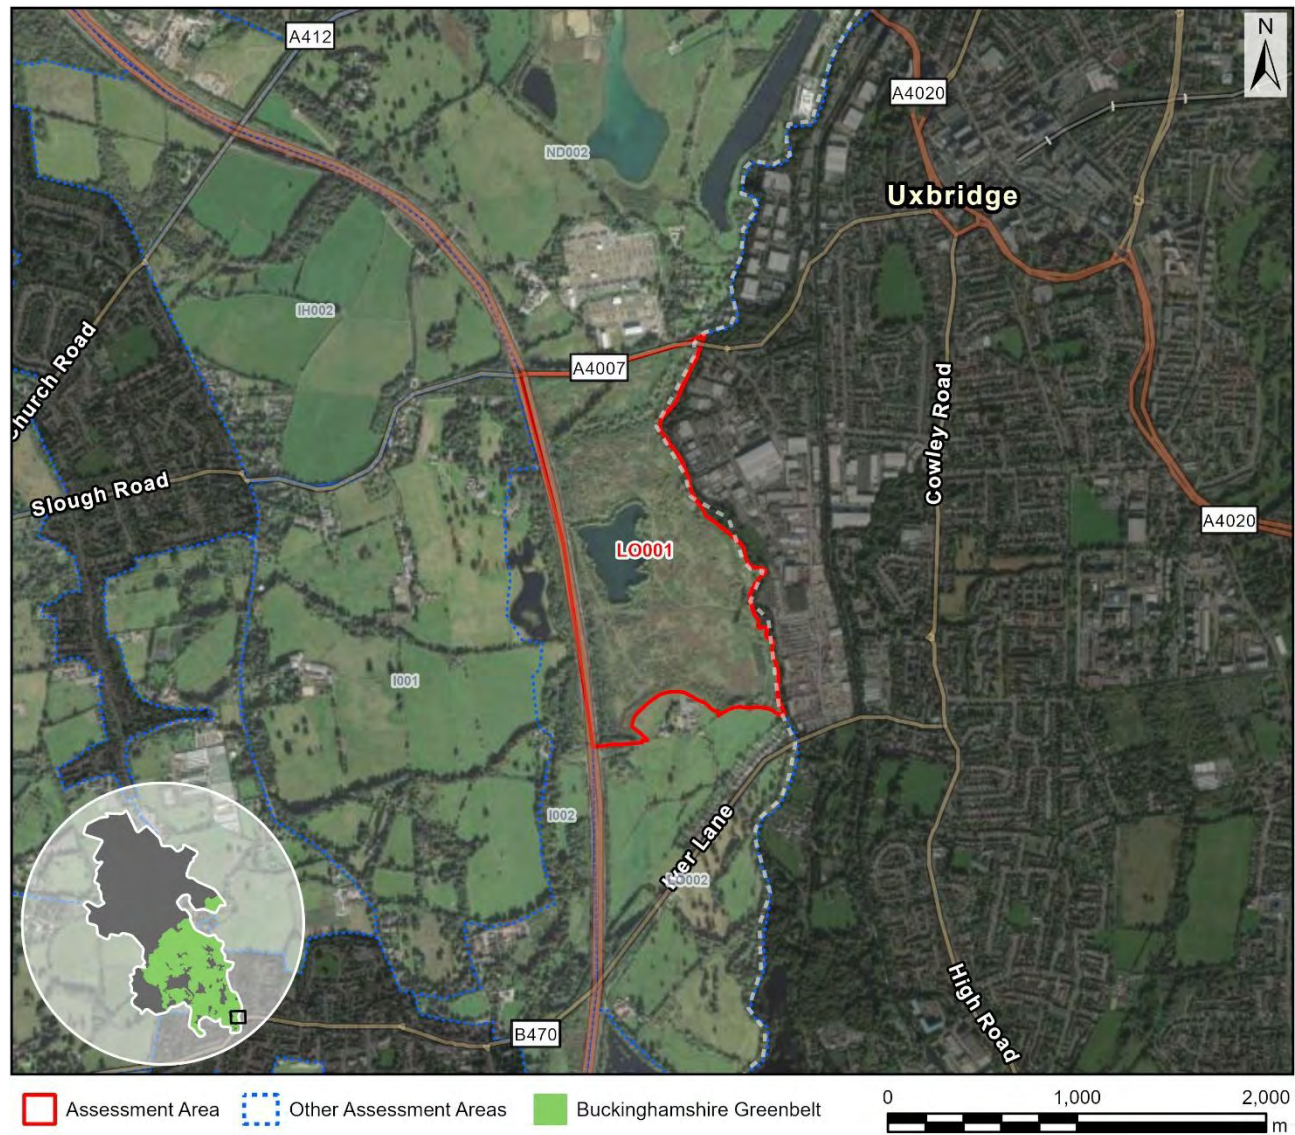 N
A412
A4020
ND002
Uxbridge
IH002
A4007
Church Road
Cowley Road
Slough Road
A4020
LO001
I001
I002
Iver Lane
LO002
High Road
B470
Assessment Area
Other Assessment Areas
Buckinghamshire Greenbelt
0 1,000 2,000
m